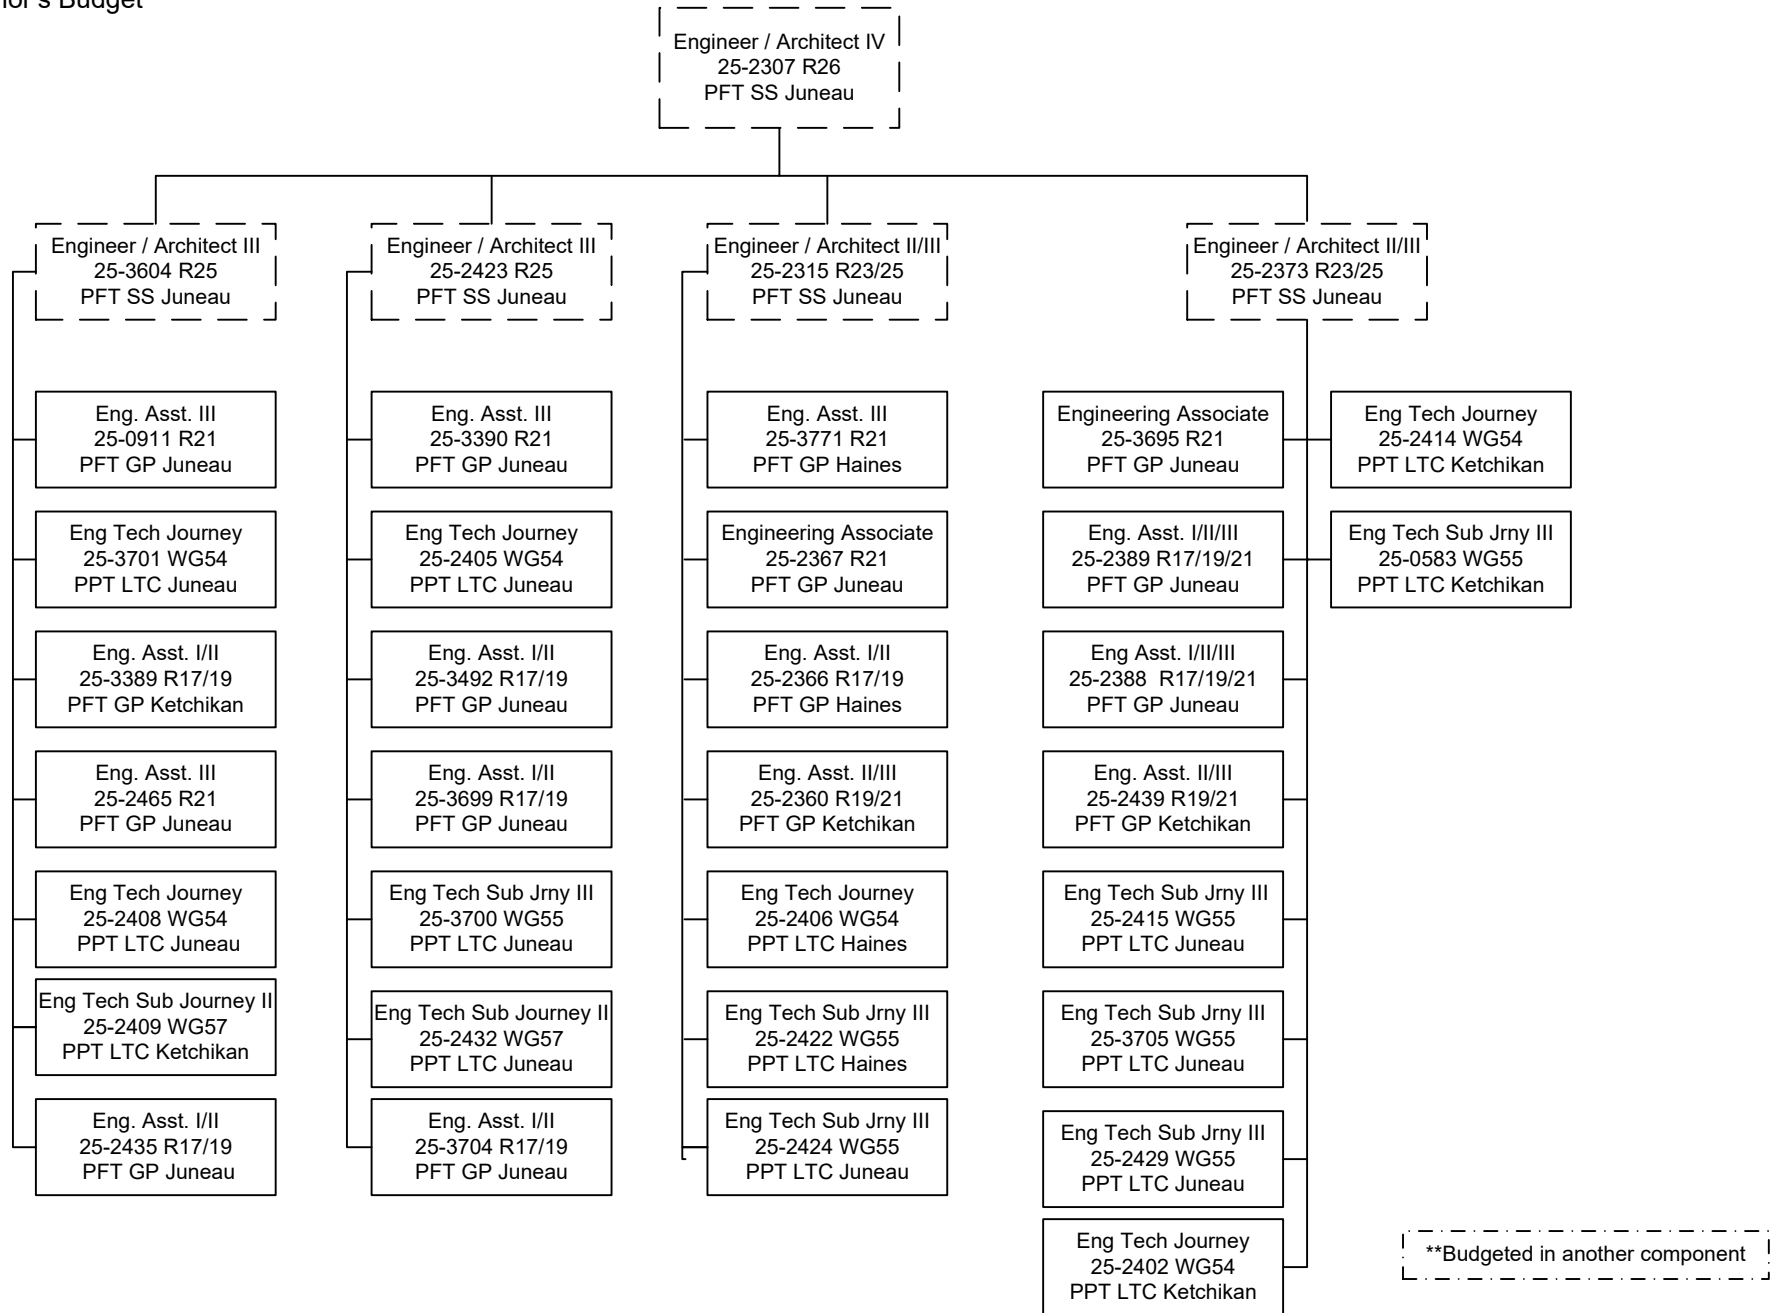 Budget
Engineer / Architect IV
25-2307 R26
PFT SS Juneau
Engineer / Architect III
25-3604 R25
PFT SS Juneau
Engineer / Architect III
25-2423 R25
PFT SS Juneau
Engineer / Architect II/III
25-2315 R23/25
PFT SS Juneau
Engineer / Architect II/III
25-2373 R23/25
PFT SS Juneau
Eng. Asst. III
25-0911 R21
PFT GP Juneau
Eng Tech Journey
25-3701 WG54
PPT LTC Juneau
Eng. Asst. I/II
25-3389 R17/19
PFT GP Ketchikan
Eng. Asst. III
25-2465 R21
PFT GP Juneau
Eng Tech Journey
25-2408 WG54
PPT LTC Juneau
Eng Tech Sub Journey II
25-2409 WG57
PPT LTC Ketchikan
Eng. Asst. I/II
25-2435 R17/19
PFT GP Juneau
Eng. Asst. III
25-3390 R21
PFT GP Juneau
Eng Tech Journey
25-2405 WG54
PPT LTC Juneau
Eng. Asst. I/II
25-3492 R17/19
PFT GP Juneau
Eng. Asst. I/II
25-3699 R17/19
PFT GP Juneau
Eng Tech Sub Jrny III
25-3700 WG55
PPT LTC Juneau
Eng Tech Sub Journey II
25-2432 WG57
PPT LTC Juneau
Eng. Asst. I/II
25-3704 R17/19
PFT GP Juneau
Eng. Asst. III
25-3771 R21
PFT GP Haines
Engineering Associate
25-2367 R21
PFT GP Juneau
Eng. Asst. I/II
25-2366 R17/19
PFT GP Haines
Eng. Asst. II/III
25-2360 R19/21
PFT GP Ketchikan
Eng Tech Journey
25-2406 WG54
PPT LTC Haines
Eng Tech Sub Jrny III
25-2422 WG55
PPT LTC Haines
Eng Tech Sub Jrny III
25-2424 WG55
PPT LTC Juneau
Engineering Associate
25-3695 R21
PFT GP Juneau
Eng. Asst. I/II/III
25-2389 R17/19/21
PFT GP Juneau
Eng Asst. I/II/III
25-2388  R17/19/21
PFT GP Juneau
Eng. Asst. II/III
25-2439 R19/21
PFT GP Ketchikan
Eng Tech Sub Jrny III
25-2415 WG55
PPT LTC Juneau
Eng Tech Sub Jrny III
25-3705 WG55
PPT LTC Juneau
Eng Tech Sub Jrny III
25-2429 WG55
PPT LTC Juneau
Eng Tech Journey
25-2402 WG54
PPT LTC Ketchikan
Eng Tech Journey
25-2414 WG54
PPT LTC Ketchikan
Eng Tech Sub Jrny III
25-0583 WG55
PPT LTC Ketchikan
**Budgeted in another component